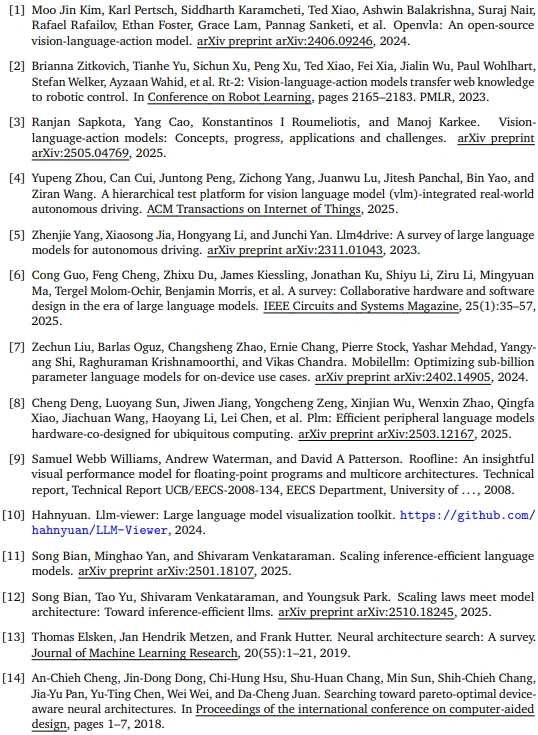 [1] Moo Jin Kim, Karl Pertsch, Siddharth Karamcheti, Ted Xiao, Ashwin Balakrishna, Suraj Nair,
Rafael Rafailov, Ethan Foster, Grace Lam, Pannag Sanketi, et al. Openvla: An open-source
vision-language-action model. arXiv preprint arXiv:2406.09246, 2024.
[2] Brianna Zitkovich, Tianhe Yu, Sichun Xu, Peng Xu, Ted Xiao, Fei Xia, Jialin Wu, Paul Wohlhart,
Stefan Welker, Ayzaan Wahid, et al. Rt-2: Vision-language-action models transfer web knowledge
to robotic control. In Conference on Robot Learning, pages 2165–2183. PMLR, 2023.
[3] Ranjan Sapkota, Yang Cao, Konstantinos I Roumeliotis, and Manoj Karkee. Vision-
language-action models: Concepts, progress, applications and challenges. arXiv preprint
arXiv:2505.04769, 2025.
[4] Yupeng Zhou, Can Cui, Juntong Peng, Zichong Yang, Juanwu Lu, Jitesh Panchal, Bin Yao, and
Ziran Wang. A hierarchical test platform for vision language model (vlm)-integrated real-world
autonomous driving. ACM Transactions on Internet of Things, 2025.
[5] Zhenjie Yang, Xiaosong Jia, Hongyang Li, and Junchi Yan. Llm4drive: A survey of large language
models for autonomous driving. arXiv preprint arXiv:2311.01043, 2023.
[6] Cong Guo, Feng Cheng, Zhixu Du, James Kiessling, Jonathan Ku, Shiyu Li, Ziru Li, Mingyuan
Ma, Tergel Molom-Ochir, Benjamin Morris, et al. A survey: Collaborative hardware and software
design in the era of large language models. IEEE Circuits and Systems Magazine, 25(1):35–57,
2025.
[7] Zechun Liu, Barlas Oguz, Changsheng Zhao, Ernie Chang, Pierre Stock, Yashar Mehdad, Yangy-
ang Shi, Raghuraman Krishnamoorthi, and Vikas Chandra. Mobilellm: Optimizing sub-billion
parameter language models for on-device use cases. arXiv preprint arXiv:2402.14905, 2024.
[8] Cheng Deng, Luoyang Sun, Jiwen Jiang, Yongcheng Zeng, Xinjian Wu, Wenxin Zhao, Qingfa
Xiao, Jiachuan Wang, Haoyang Li, Lei Chen, et al. Plm: Efficient peripheral language models
hardware-co-designed for ubiquitous computing. arXiv preprint arXiv:2503.12167, 2025.
[9] Samuel Webb Williams, Andrew Waterman, and David A Patterson. Roofline: An insightful
visual performance model for floating-point programs and multicore architectures. Technical
report, Technical Report UCB/EECS-2008-134, EECS Department, University of ..., 2008.
[10] Hahnyuan. Llm-viewer: Large language model visualization toolkit. https://github.com/
hahnyuan/LLM-Viewer, 2024.
[11] Song Bian, Minghao Yan, and Shivaram Venkataraman. Scaling inference-efficient language
models. arXiv preprint arXiv:2501.18107, 2025.
[12] Song Bian, Tao Yu, Shivaram Venkataraman, and Youngsuk Park. Scaling laws meet model
architecture: Toward inference-efficient llms. arXiv preprint arXiv:2510.18245, 2025.
[13] Thomas Elsken, Jan Hendrik Metzen, and Frank Hutter. Neural architecture search: A survey.
Journal of Machine Learning Research, 20(55):1–21, 2019.
[14] An-Chieh Cheng, Jin-Dong Dong, Chi-Hung Hsu, Shu-Huan Chang, Min Sun, Shih-Chieh Chang,
Jia-Yu Pan, Yu-Ting Chen, Wei Wei, and Da-Cheng Juan. Searching toward pareto-optimal device-
aware neural architectures. In Proceedings of the international conference on computer-aided
design, pages 1–7, 2018.